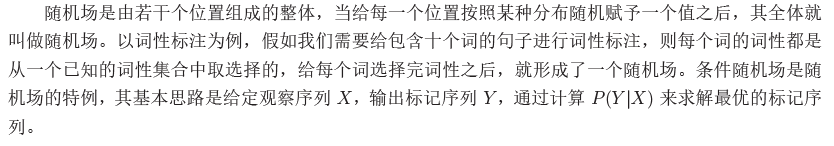 随机场是由若干个位置组成的整体，当给每一个位置按照某种分布随机赋予一个值之后，其全体就
叫做随机场。以词性标注为例，假如我们需要给包含十个词的句子进行词性标注，则每个词的词性都是
从一个已知的词性集合中取选择的，给每个词选择完词性之后，就形成了一个随机场。条件随机场是随
机场的特例，其基本思路是给定观察序列 X，输出标记序列 Y，通过计算 P(Y|X) 来求解最优的标记序
列。